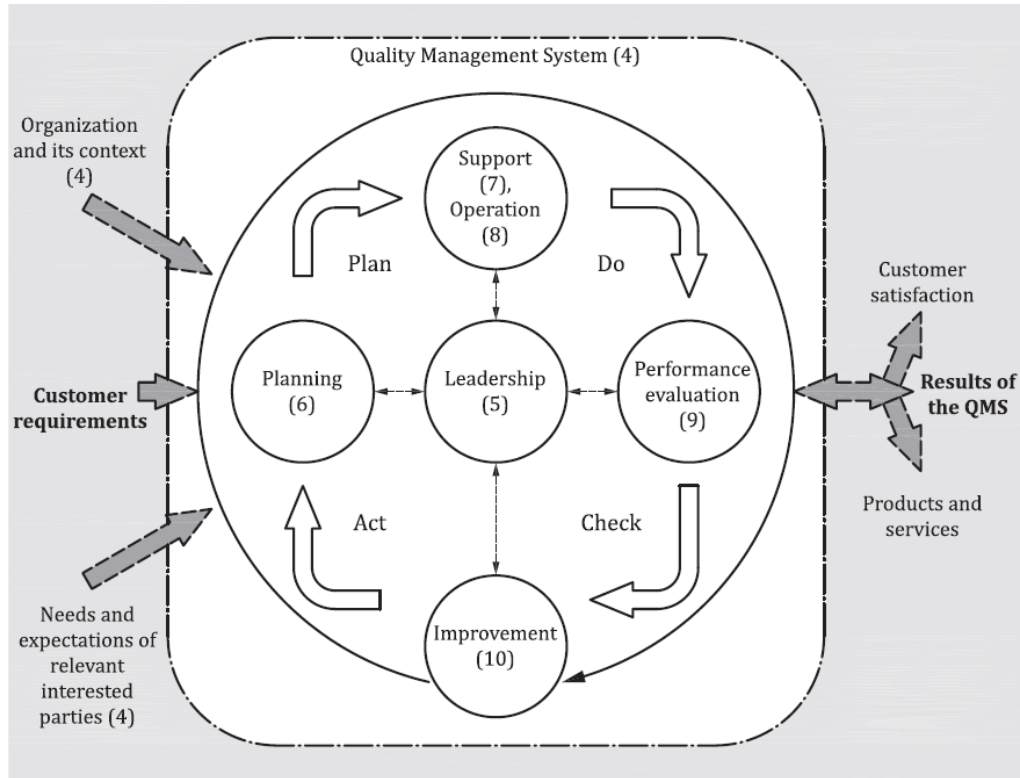 Quality Management System (4)
Organization
and its context
(4)
Support
(7),
Operation
(8)
Plan
Do
Customer
satisfaction
Customer
requirements
Planning
(6)
Leadership
(5)
Performance
evaluation
(9)
Results of
the QMS
Act
Check
Products and
services
Needs and
expectations of
relevant
interested
parties (4)
Improvement
(10)